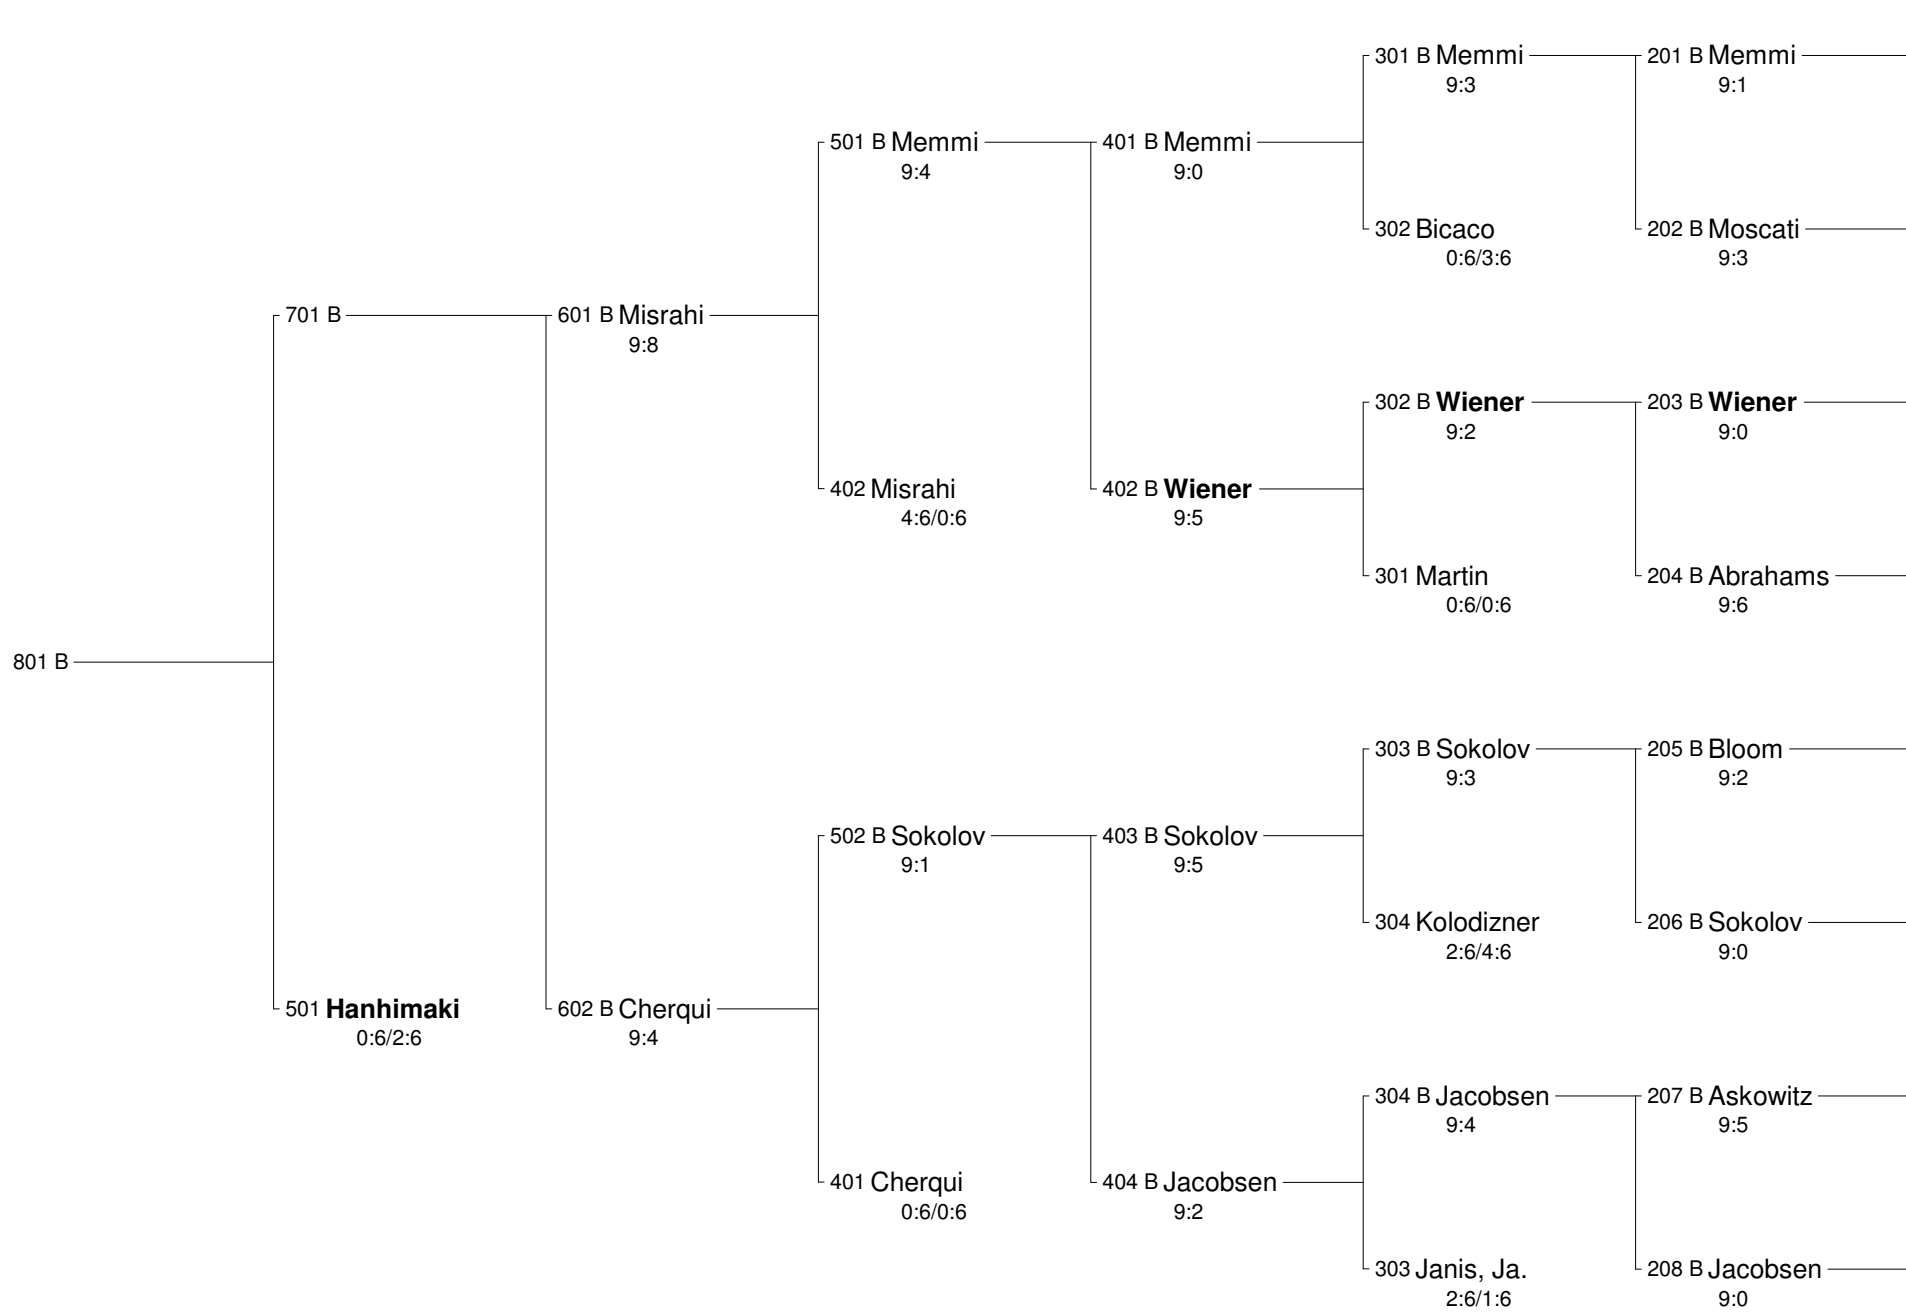 301 B Memmi
9:3
201 B Memmi
9:1
501 B Memmi
9:4
401 B Memmi
9:0
302 Bicaco
0:6/3:6
202 B Moscati
9:3
701 B
601 B Misrahi
9:8
302 B Wiener
9:2
203 B Wiener
9:0
402 Misrahi
4:6/0:6
402 B Wiener
9:5
301 Martin
0:6/0:6
204 B Abrahams
9:6
801 B
303 B Sokolov
9:3
205 B Bloom
9:2
502 B Sokolov
9:1
403 B Sokolov
9:5
304 Kolodizner
2:6/4:6
206 B Sokolov
9:0
501 Hanhimaki
0:6/2:6
602 B Cherqui
9:4
304 B Jacobsen
9:4
207 B Askowitz
9:5
401 Cherqui
0:6/0:6
404 B Jacobsen
9:2
303 Janis, Ja.
2:6/1:6
208 B Jacobsen
9:0